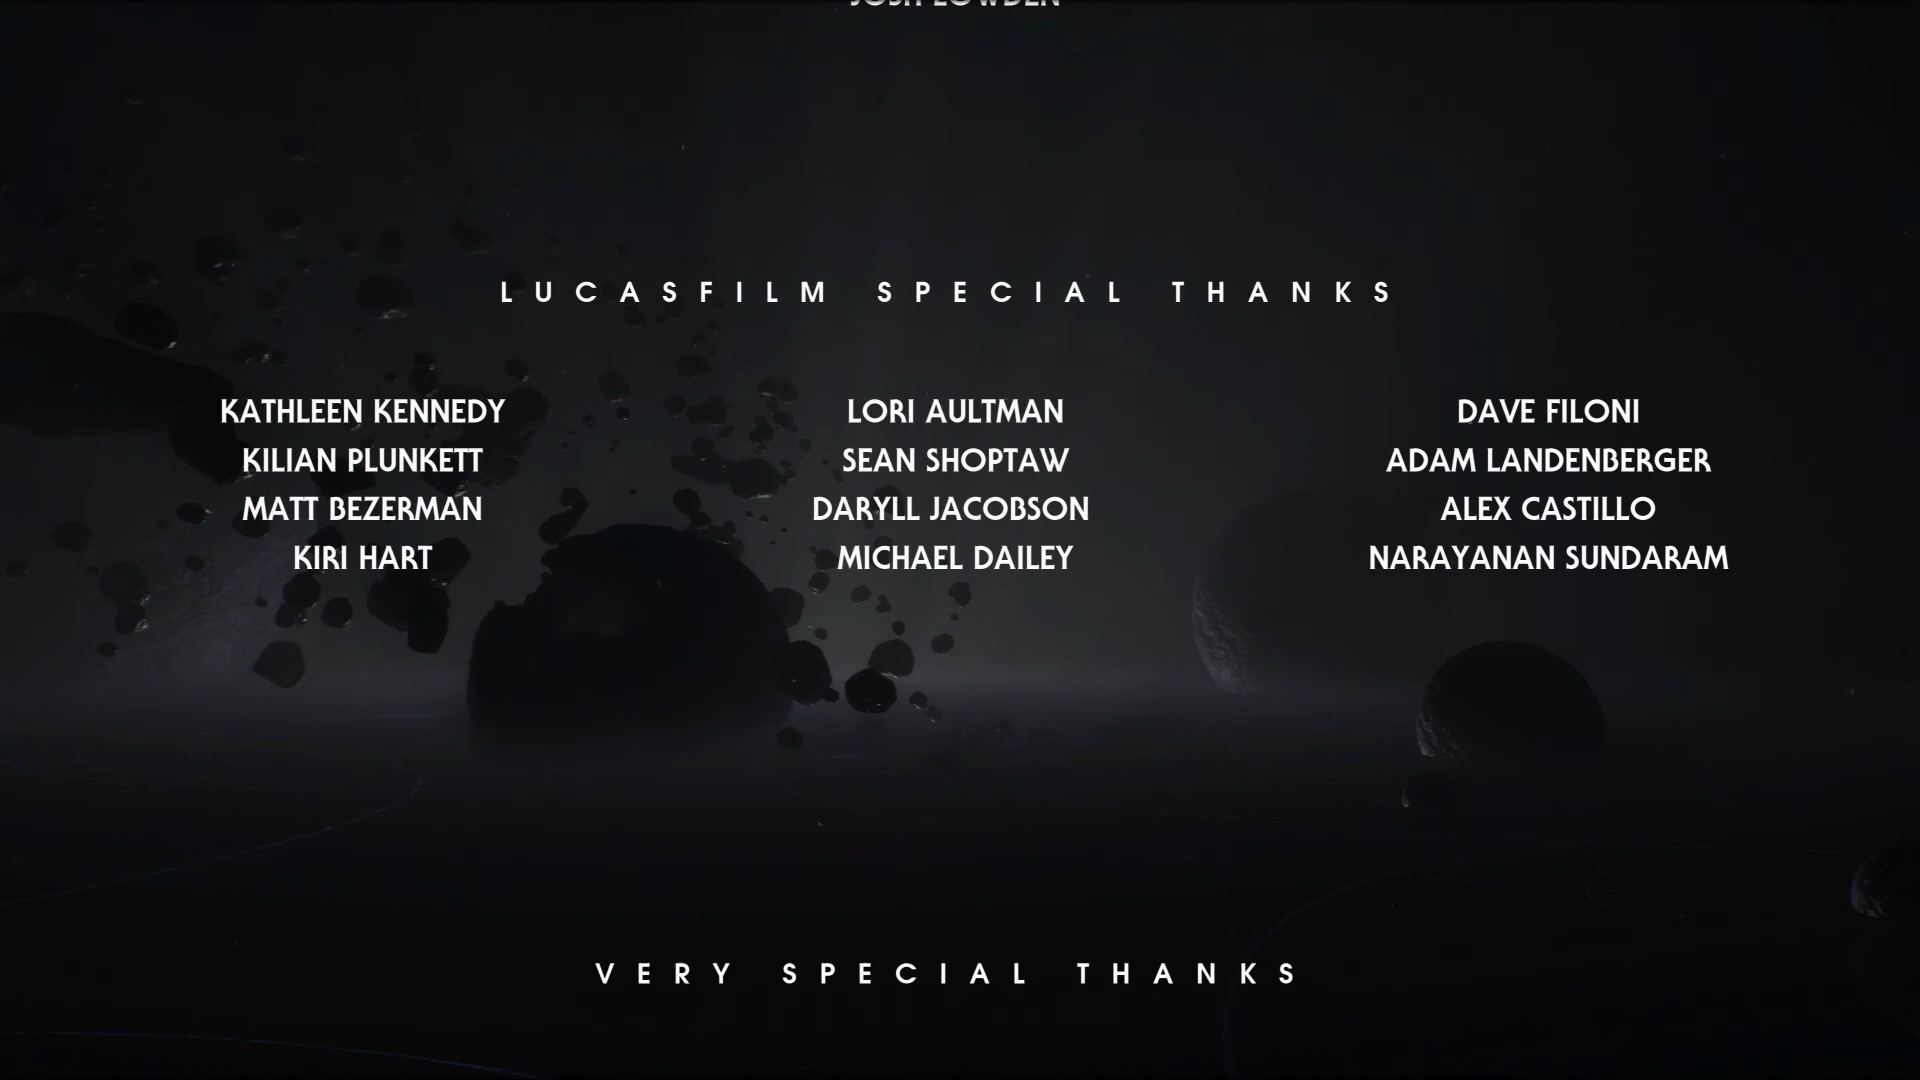 LUCASFILM SPECIAL THANKS
KATHLEEN KENNEDY LORI AULTMAN DAVE FILONI
KILIAN PLUNKETT SEAN SHOPTAW ADAM LANDENBERGER
MATT BEZERMAN DARYLL JACOBSON ALEX CASTILLO
KIRI HART MICHAEL DAILEY NARAYANAN SUNDARAM
VERY SPECIAL THANKS